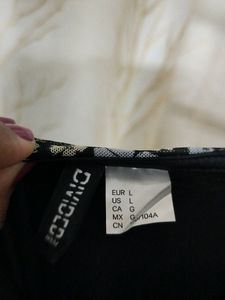 DIVIDED
EUR L
US L
CA G
MX G /104A
CN